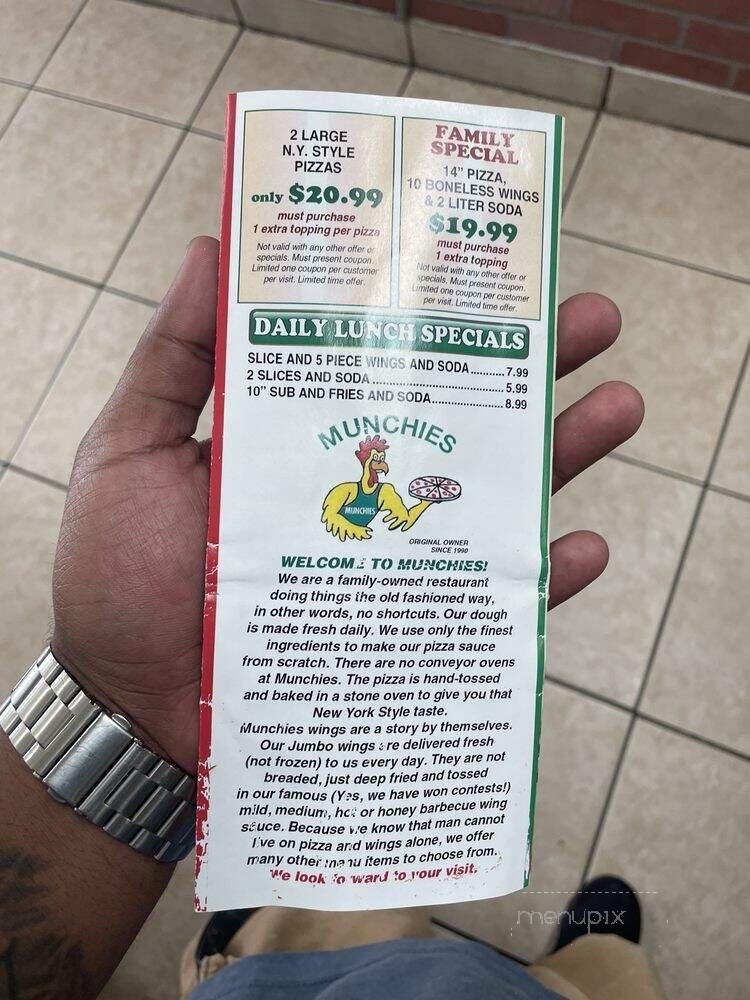 2 LARGE
N.Y. STYLE
PIZZAS
only $20.99
must purchase
1 extra topping per pizza
Not valid with any other offer or
specials. Must present coupon.
Limited one coupon per customer
per visit. Limited time offer.
FAMILY
SPECIAL
14" PIZZA,
10 BONELESS WINGS
& 2 LITER SODA
$19.99
must purchase
1 extra topping
Not valid with any other offer or
specials. Must present coupon.
Limited one coupon per customer
per visit. Limited time offer.
DAILY LUNCH SPECIALS
SLICE AND 5 PIECE WINGS AND SODA...........7.99
2 SLICES AND SODA.................................5.99
10" SUB AND FRIES AND SODA......................8.99
MUNCHIES
MUNCHIES
ORIGINAL OWNER
SINCE 1990
WELCOME TO MUNCHIES!
We are a family-owned restaurant
doing things the old fashioned way,
in other words, no shortcuts. Our dough
is made fresh daily. We use only the finest
ingredients to make our pizza sauce
from scratch. There are no conveyor ovens
at Munchies. The pizza is hand-tossed
and baked in a stone oven to give you that
New York Style taste.
Munchies wings are a story by themselves.
Our Jumbo wings are delivered fresh
(not frozen) to us every day. They are not
breaded, just deep fried and tossed
in our famous (Yes, we have won contests!)
mild, medium, hot or honey barbecue wing
sauce. Because we know that man cannot
live on pizza and wings alone, we offer
many other menu items to choose from.
We look forward to your visit.
menupix